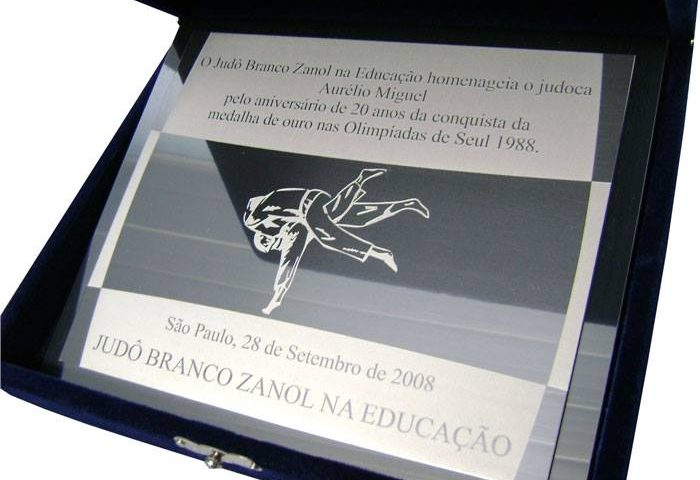 O Judô Branco Zanol na Educação homenageia o judoca
Aurélio Miguel
pelo aniversário de 20 anos da conquista da
medalha de ouro nas Olimpíadas de Seul 1988.
São Paulo, 28 de Setembro de 2008
JUDÔ BRANCO ZANOL NA EDUCAÇÃO